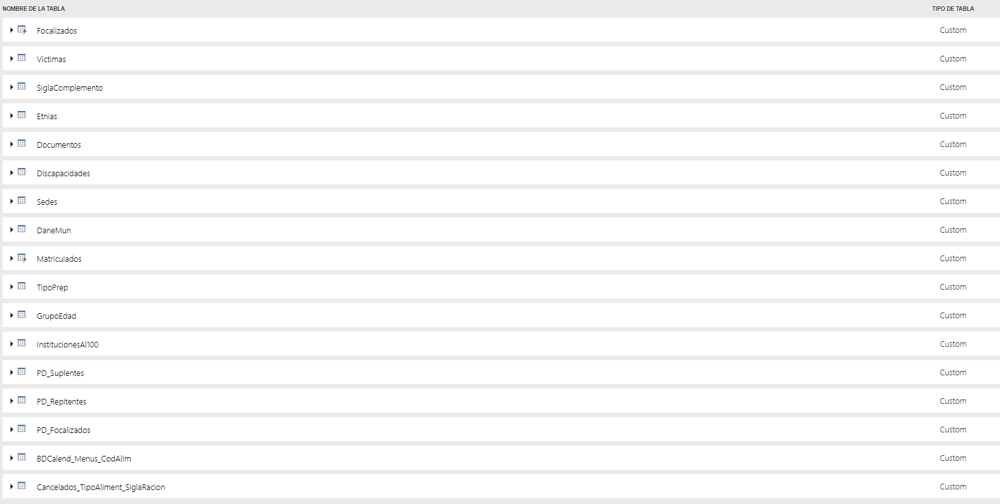 NOMBRE DE LA TABLA TIPO DE TABLA
Focalizados Custom
Victimas Custom
SiglaComplemento Custom
Etnias Custom
Documentos Custom
Discapacidades Custom
Sedes Custom
DaneMun Custom
Matriculados Custom
TipoPrep Custom
GrupoEdad Custom
InstitucionesAl100 Custom
PD_Suplentes Custom
PD_Repitentes Custom
PD_Focalizados Custom
BDCalend_Menus_CodAlim Custom
Cancelados_TipoAliment_SiglaRacion Custom